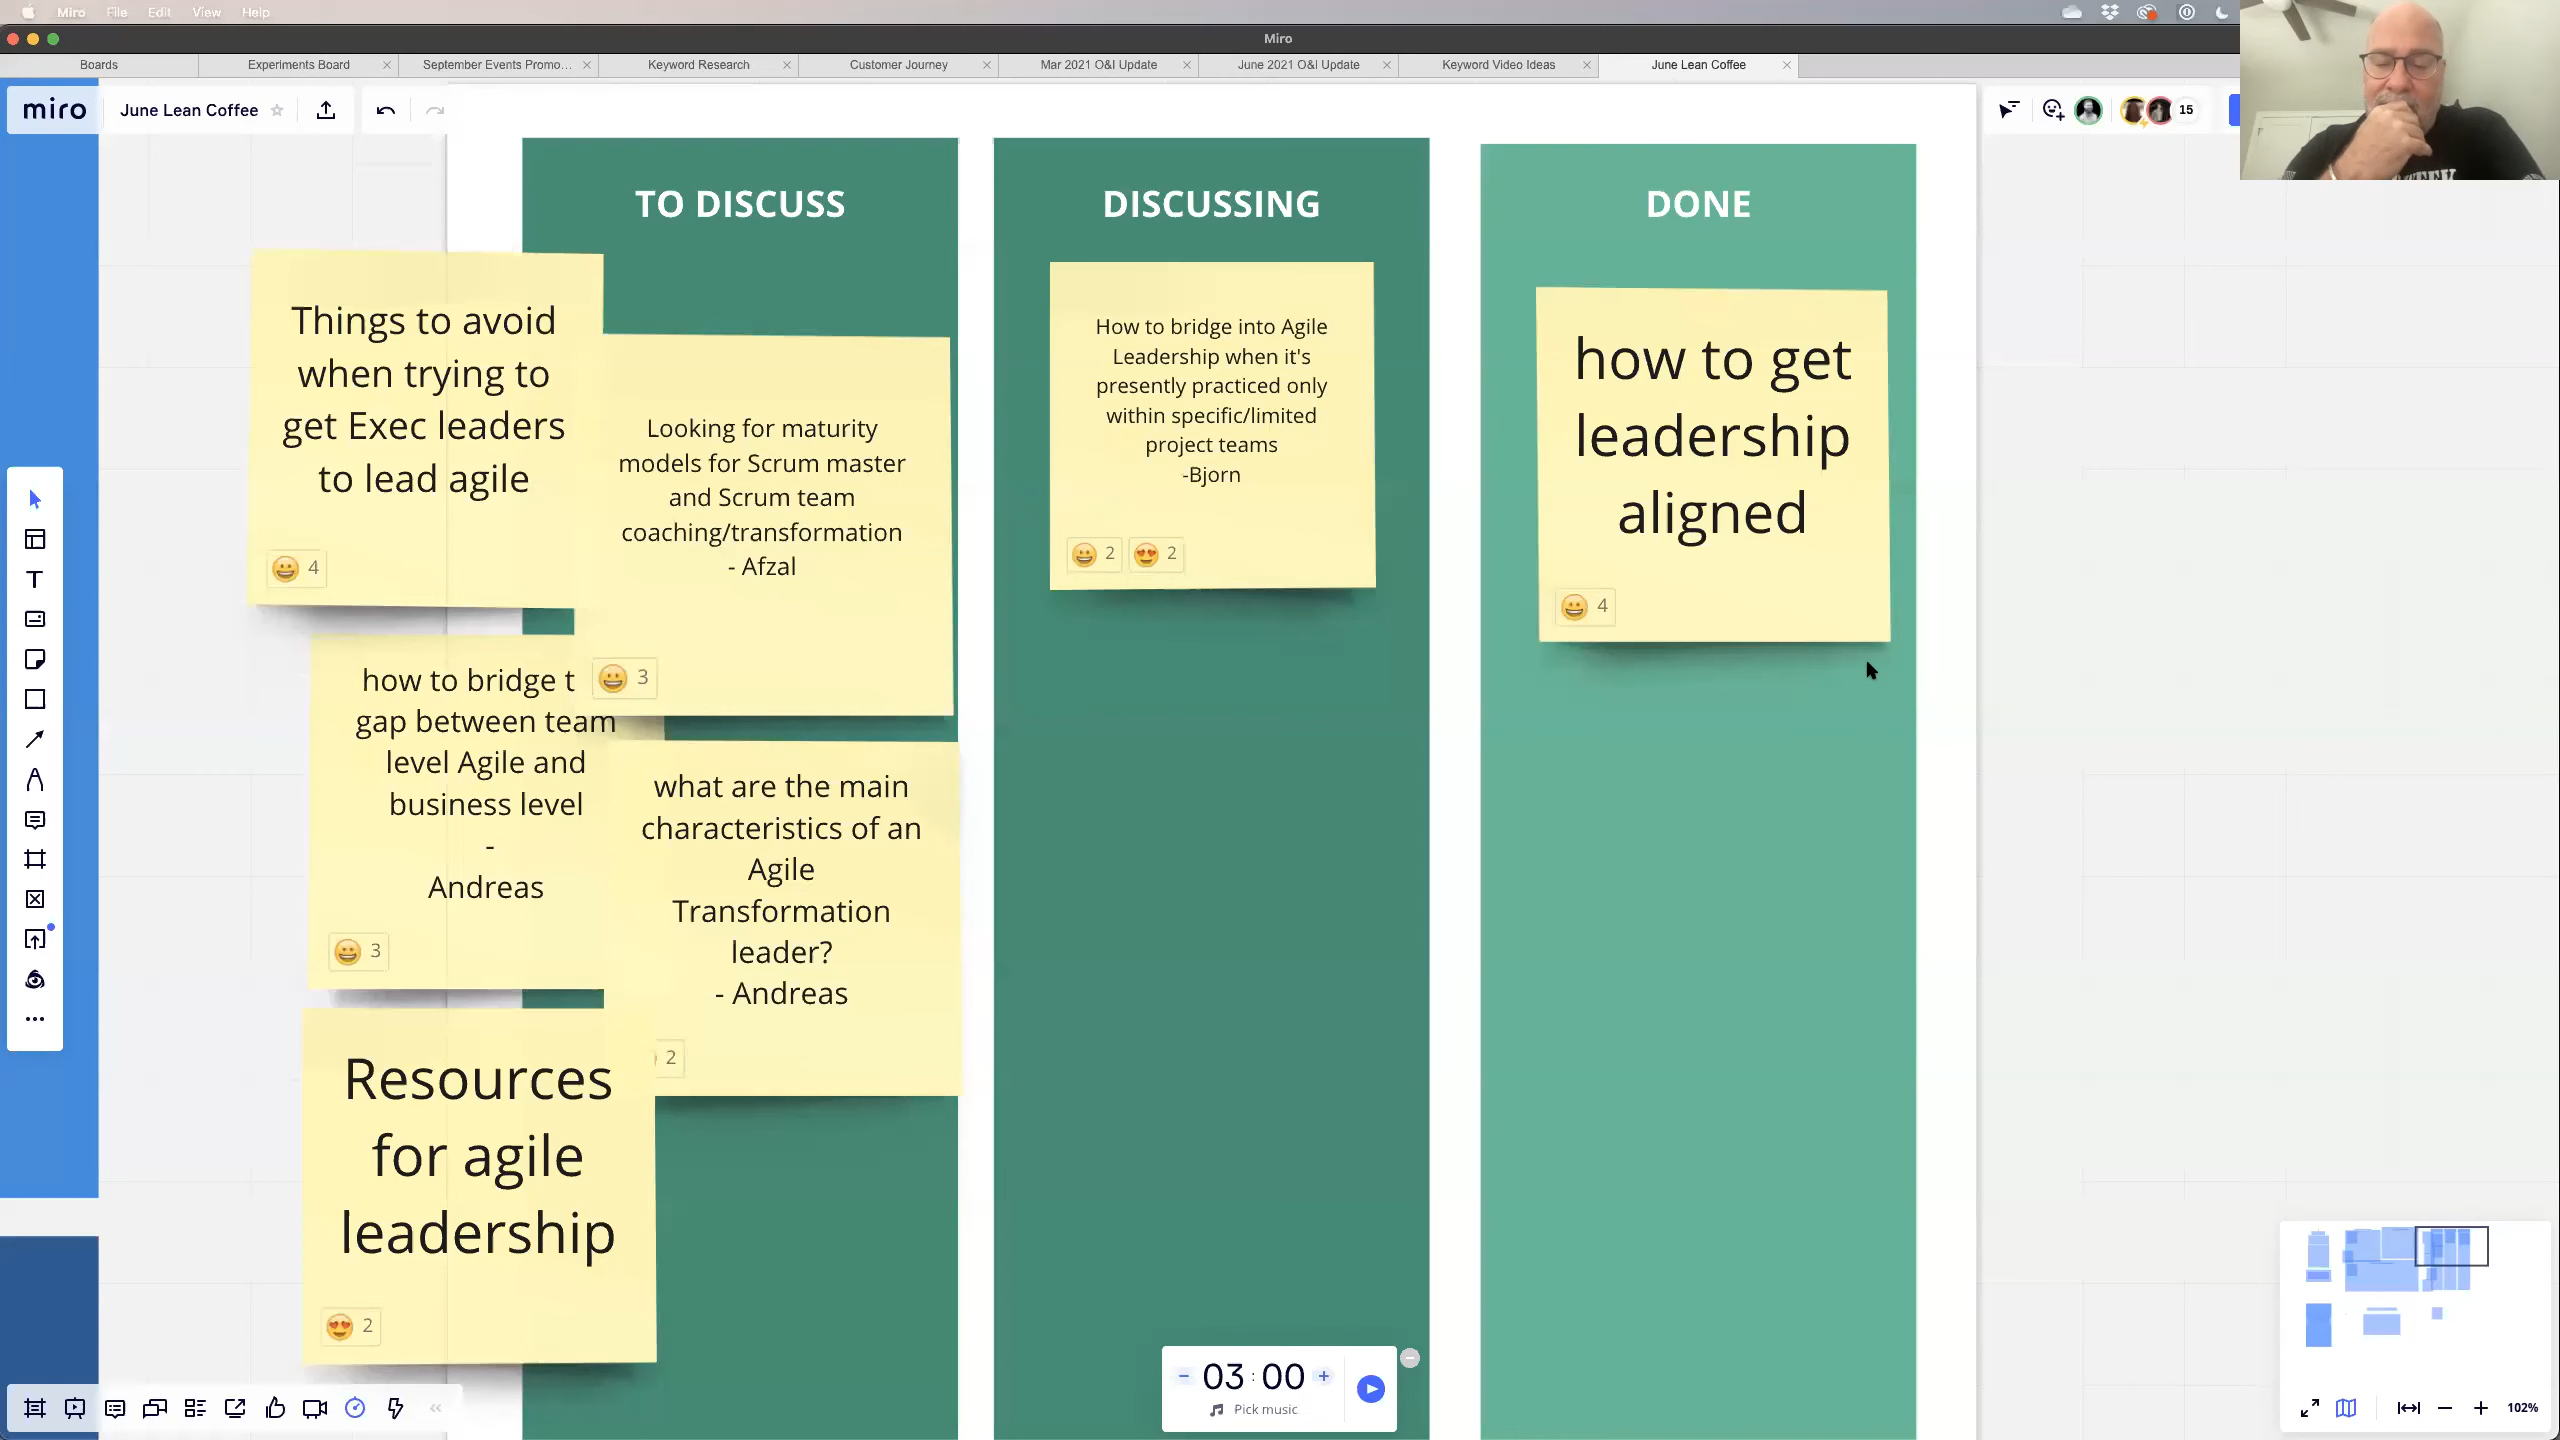 Miro File Edit View Help
Miro
Boards
Experiments Board
September Events Promo...
Keyword Research
Customer Journey
Mar 2021 O&I Update
June 2021 O&I Update
Keyword Video Ideas
June Lean Coffee
miro
June Lean Coffee
15
TO DISCUSS
Things to avoid
when trying to
get Exec leaders
to lead agile
4
Looking for maturity
models for Scrum master
and Scrum team
coaching/transformation
- Afzal
3
how to bridge t
gap between team
level Agile and
business level
-
Andreas
3
what are the main
characteristics of an
Agile
Transformation
leader?
- Andreas
2
Resources
for agile
leadership
2
DISCUSSING
How to bridge into Agile
Leadership when it's
presently practiced only
within specific/limited
project teams
-Bjorn
2 2
DONE
how to get
leadership
aligned
4
03 : 00
Pick music
102%